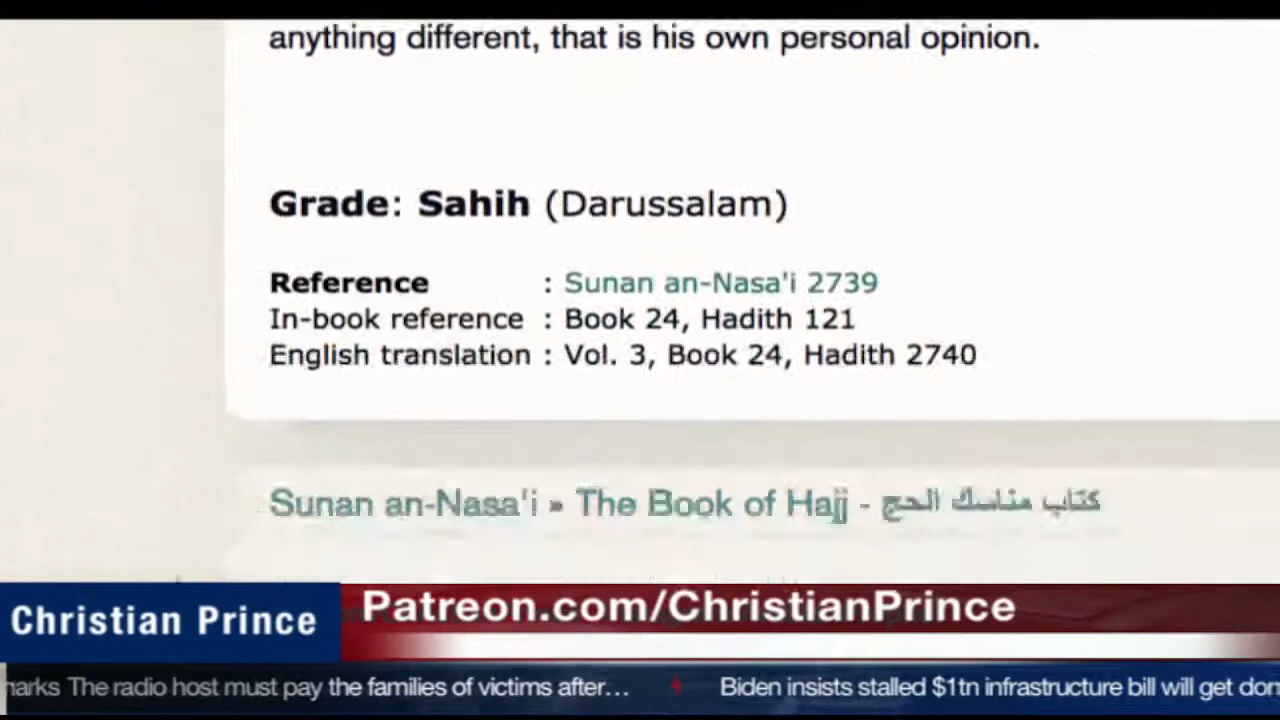 anything different, that is his own personal opinion.
Grade: Sahih (Darussalam)
Reference : Sunan an-Nasa'i 2739
In-book reference : Book 24, Hadith 121
English translation : Vol. 3, Book 24, Hadith 2740
Sunan an-Nasa'i » The Book of Hajj - كتاب مناسك الحج
Christian Prince
Patreon.com/ChristianPrince
The radio host must pay the families of victims after... Biden insists stalled $1tn infrastructure bill will get